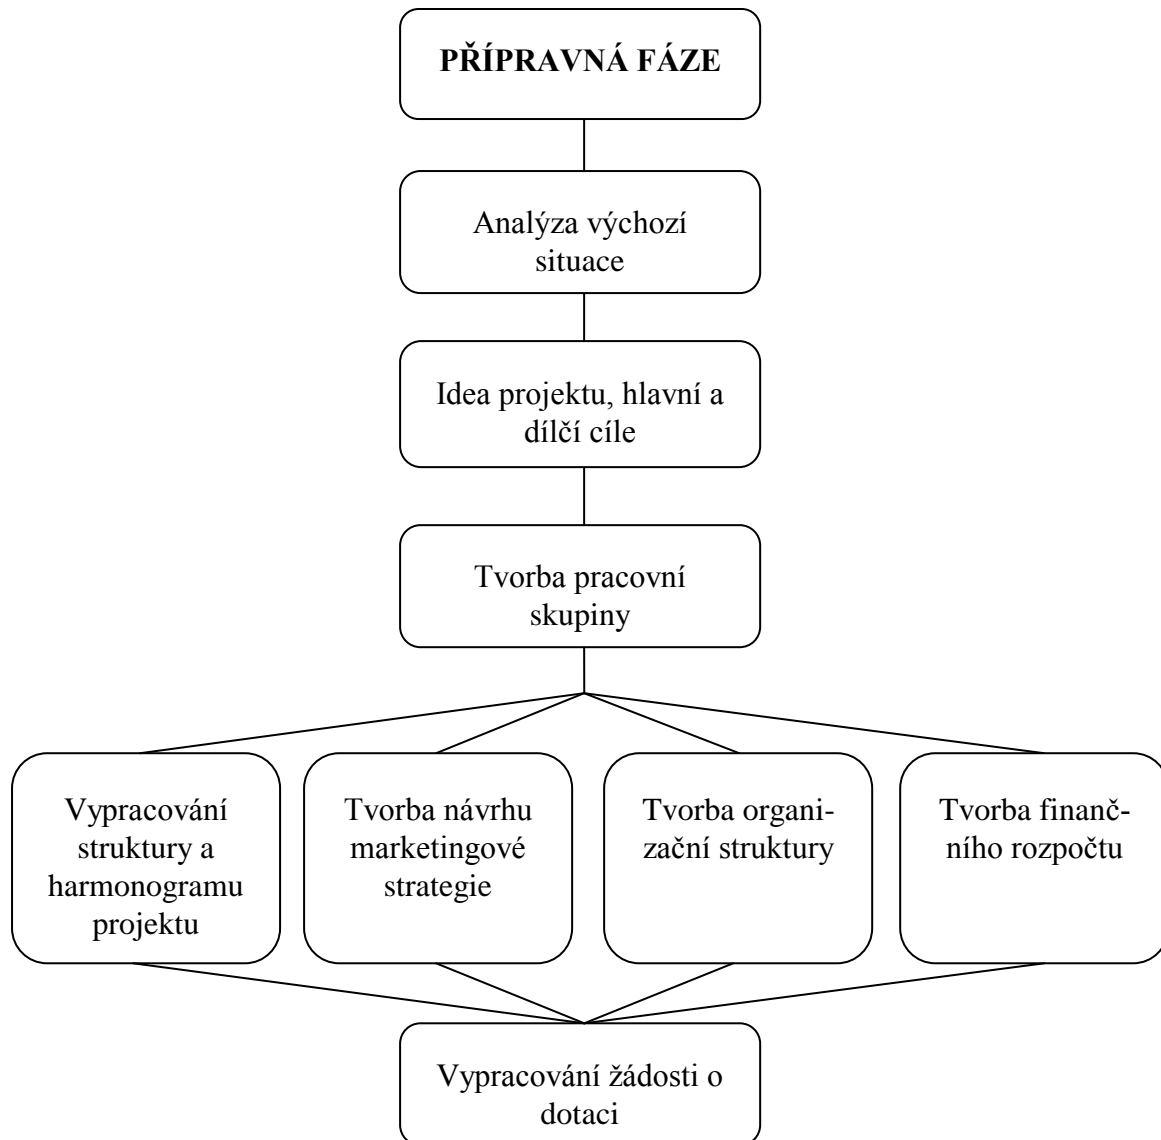 PŘÍPRAVNÁ FÁZE
Analýza výchozí
situace
Idea projektu, hlavní a
dílčí cíle
Tvorba pracovní
skupiny
Vypracování
struktury a
harmonogramu
projektu
Tvorba návrhu
marketingové
strategie
Tvorba organi-
zační struktury
Tvorba finanč-
ního rozpočtu
Vypracování žádosti o
dotaci